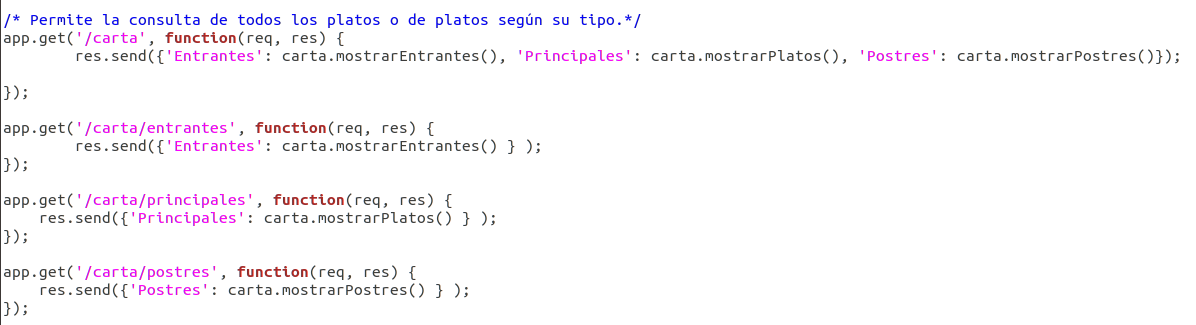 /* Permite la consulta de todos los platos o de platos según su tipo.*/
app.get('/carta', function(req, res) {
        res.send({'Entrantes': carta.mostrarEntrantes(), 'Principales': carta.mostrarPlatos(), 'Postres': carta.mostrarPostres()});

});

app.get('/carta/entrantes', function(req, res) {
        res.send({'Entrantes': carta.mostrarEntrantes() } );
});

app.get('/carta/principales', function(req, res) {
    res.send({'Principales': carta.mostrarPlatos() } );
});

app.get('/carta/postres', function(req, res) {
    res.send({'Postres': carta.mostrarPostres() } );
});